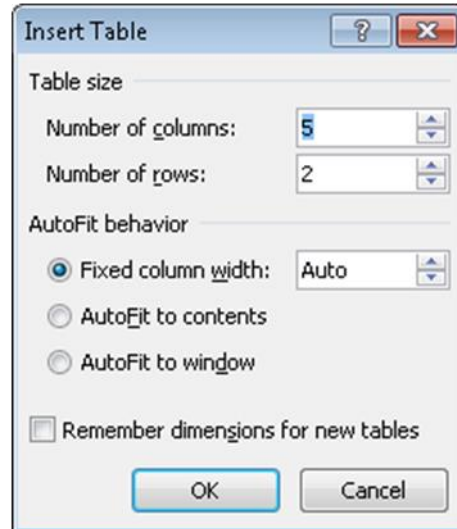 Insert Table ?
Table size
Number of columns: 5
Number of rows: 2
AutoFit behavior
Fixed column width: Auto
AutoFit to contents
AutoFit to window
Remember dimensions for new tables
OK Cancel